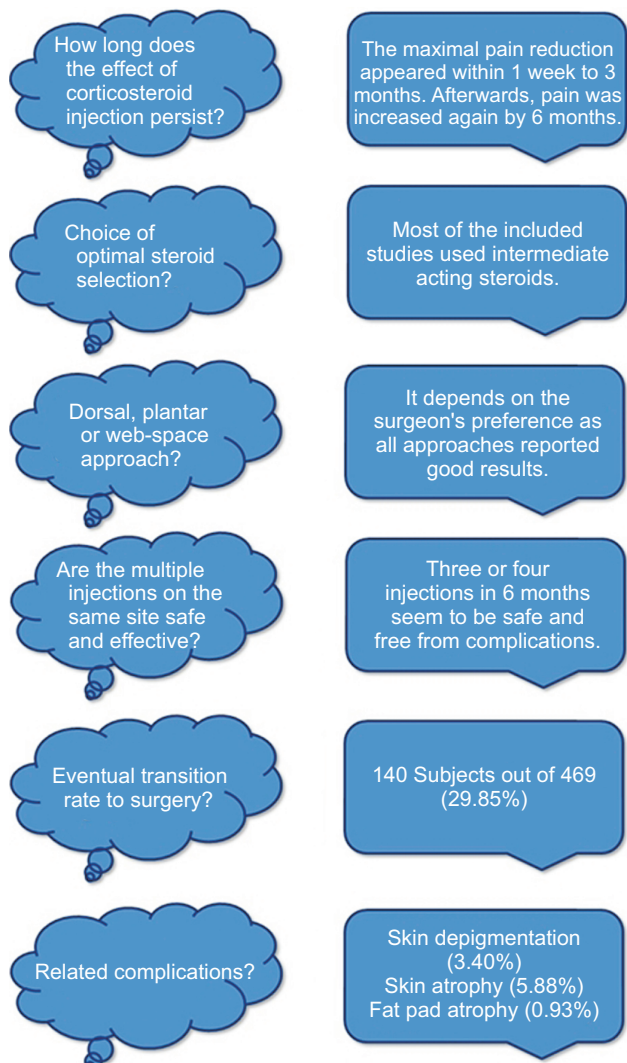 How long does
the effect of
corticosteroid
injection persist?
The maximal pain reduction
appeared within 1 week to 3
months. Afterwards, pain was
increased again by 6 months.
Choice of
optimal steroid
selection?
Most of the included
studies used intermediate
acting steroids.
Dorsal, plantar
or web-space
approach?
It depends on the
surgeon's preference as
all approaches reported
good results.
Are the multiple
injections on the
same site safe
and effective?
Three or four
injections in 6 months
seem to be safe and
free from complications.
Eventual transition
rate to surgery?
140 Subjects out of 469
(29.85%)
Related complications?
Skin depigmentation
(3.40%)
Skin atrophy (5.88%)
Fat pad atrophy (0.93%)